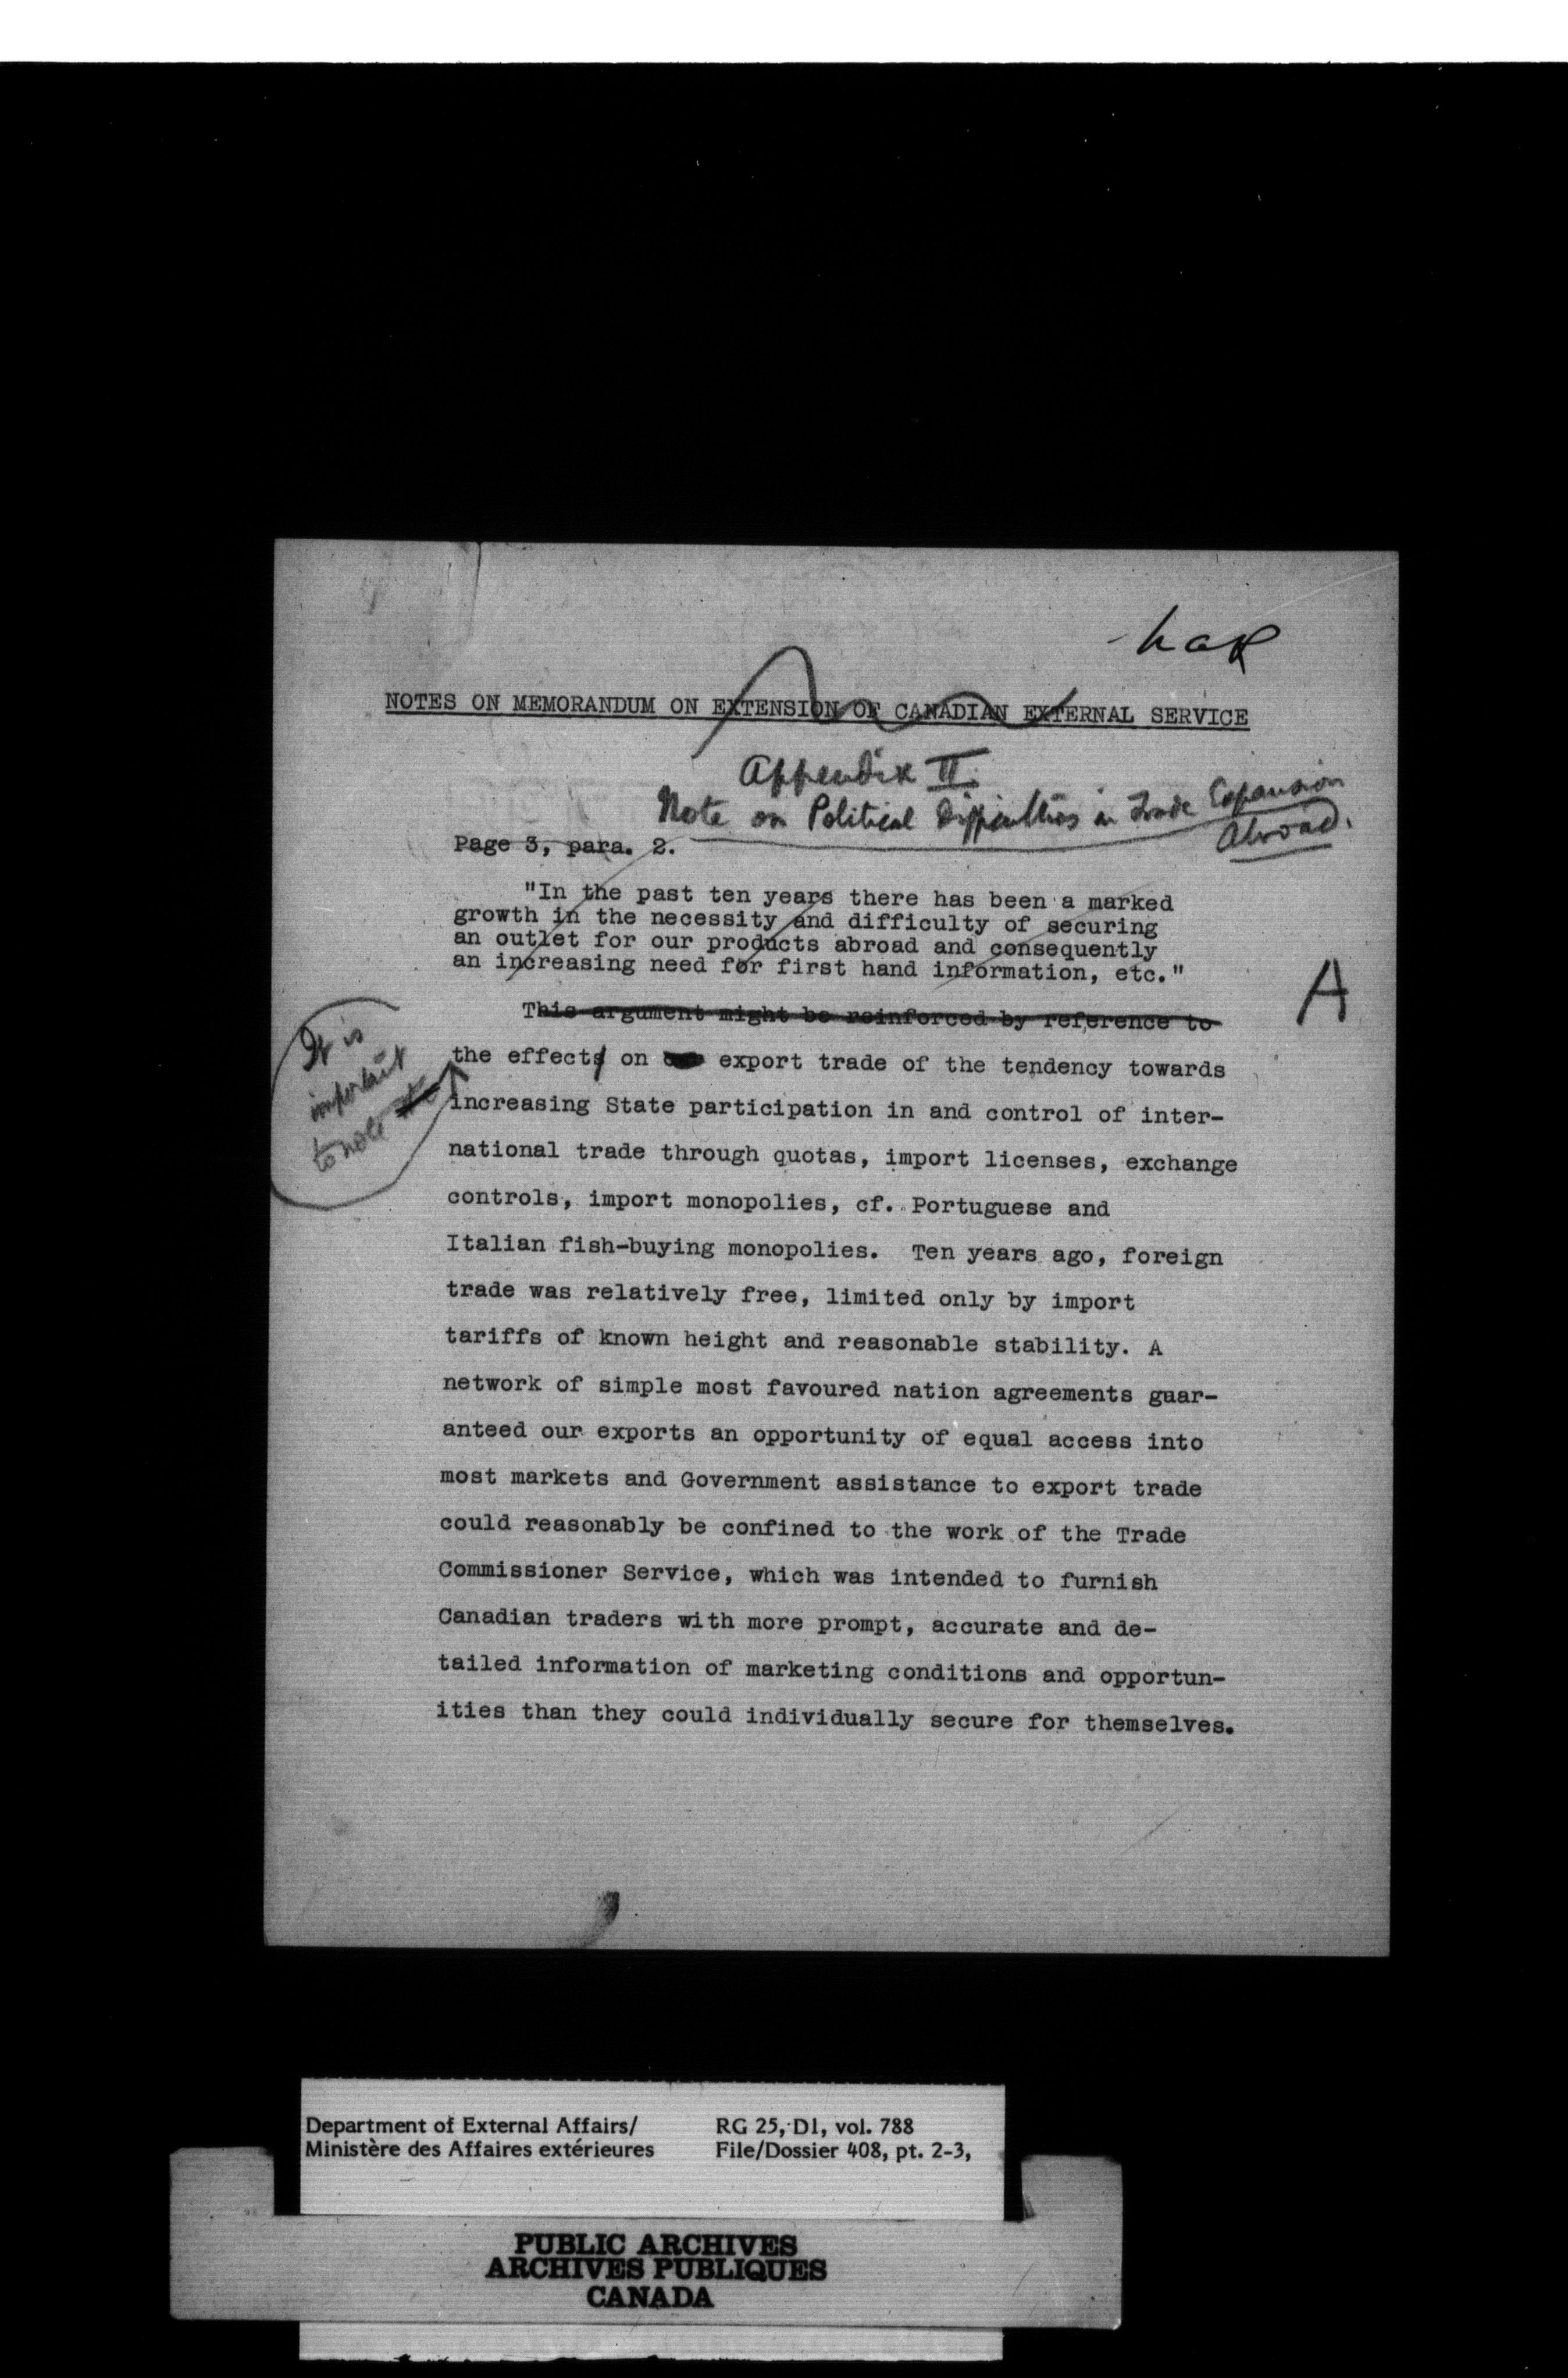 NOTES ON MEMORANDUM ON EXTENSION OF CANADIAN EXTERNAL SERVICE
Appendix II.
Note on Political Difficulties in Trade Expansion
Abroad.
Page 3, para. 2.
"In the past ten years there has been a marked
growth in the necessity and difficulty of securing
an outlet for our products abroad and consequently
an increasing need for first hand information, etc."
A
This argument might be reinforced by reference to
It is
important
to note
the effects on export trade of the tendency towards
increasing State participation in and control of inter-
national trade through quotas, import licenses, exchange
controls, import monopolies, cf. Portuguese and
Italian fish-buying monopolies. Ten years ago, foreign
trade was relatively free, limited only by import
tariffs of known height and reasonable stability. A
network of simple most favoured nation agreements guar-
anteed our exports an opportunity of equal access into
most markets and Government assistance to export trade
could reasonably be confined to the work of the Trade
Commissioner Service, which was intended to furnish
Canadian traders with more prompt, accurate and de-
tailed information of marketing conditions and opportun-
ities than they could individually secure for themselves.
Department of External Affairs/ RG 25, D1, vol. 788
Ministère des Affaires extérieures File/Dossier 408, pt. 2-3,
PUBLIC ARCHIVES
ARCHIVES PUBLIQUES
CANADA